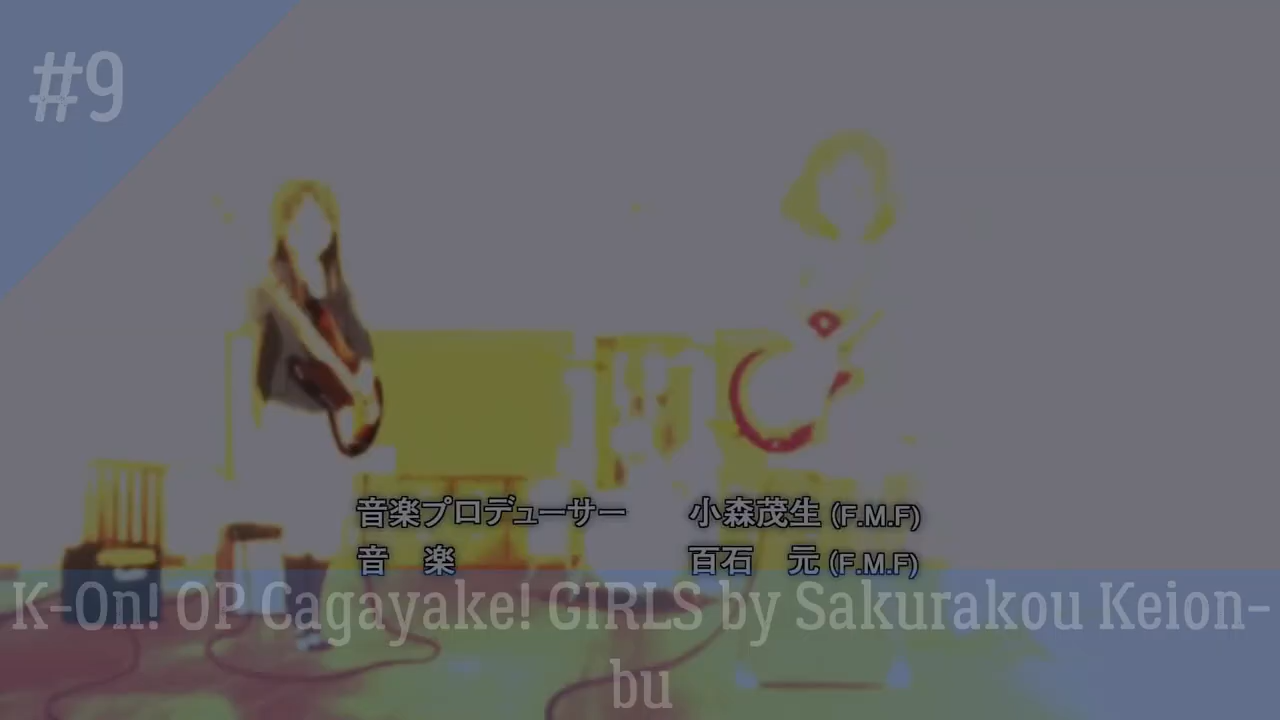 #9
音楽プロデューサー 小森茂生 (F.M.F)
音 楽 百石 元 (F.M.F)
K-On! OP Cagayake! GIRLS by Sakurakou Keion-
bu